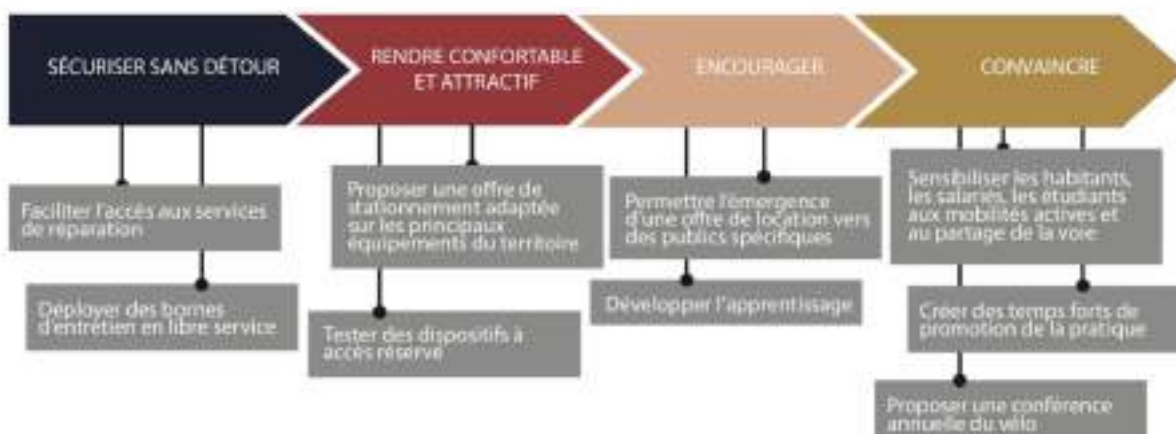 SÉCURISER SANS DÉTOUR
RENDRE CONFORTABLE
ET ATTRACTIF
ENCOURAGER
CONVAINCRE
Faciliter l'accès aux services
de réparation
Déployer des bornes
d'entretien en libre service
Proposer une offre de
stationnement adaptée
sur les principaux
équipements du territoire
Tester des dispositifs à
accès réservé
Permettre l'émergence
d'une offre de location vers
des publics spécifiques
Développer l'apprentissage
Sensibiliser les habitants,
les salariés, les étudiants
aux mobilités actives et
au partage de la voie
Créer des temps forts de
promotion de la pratique
Proposer une conférence
annuelle du vélo